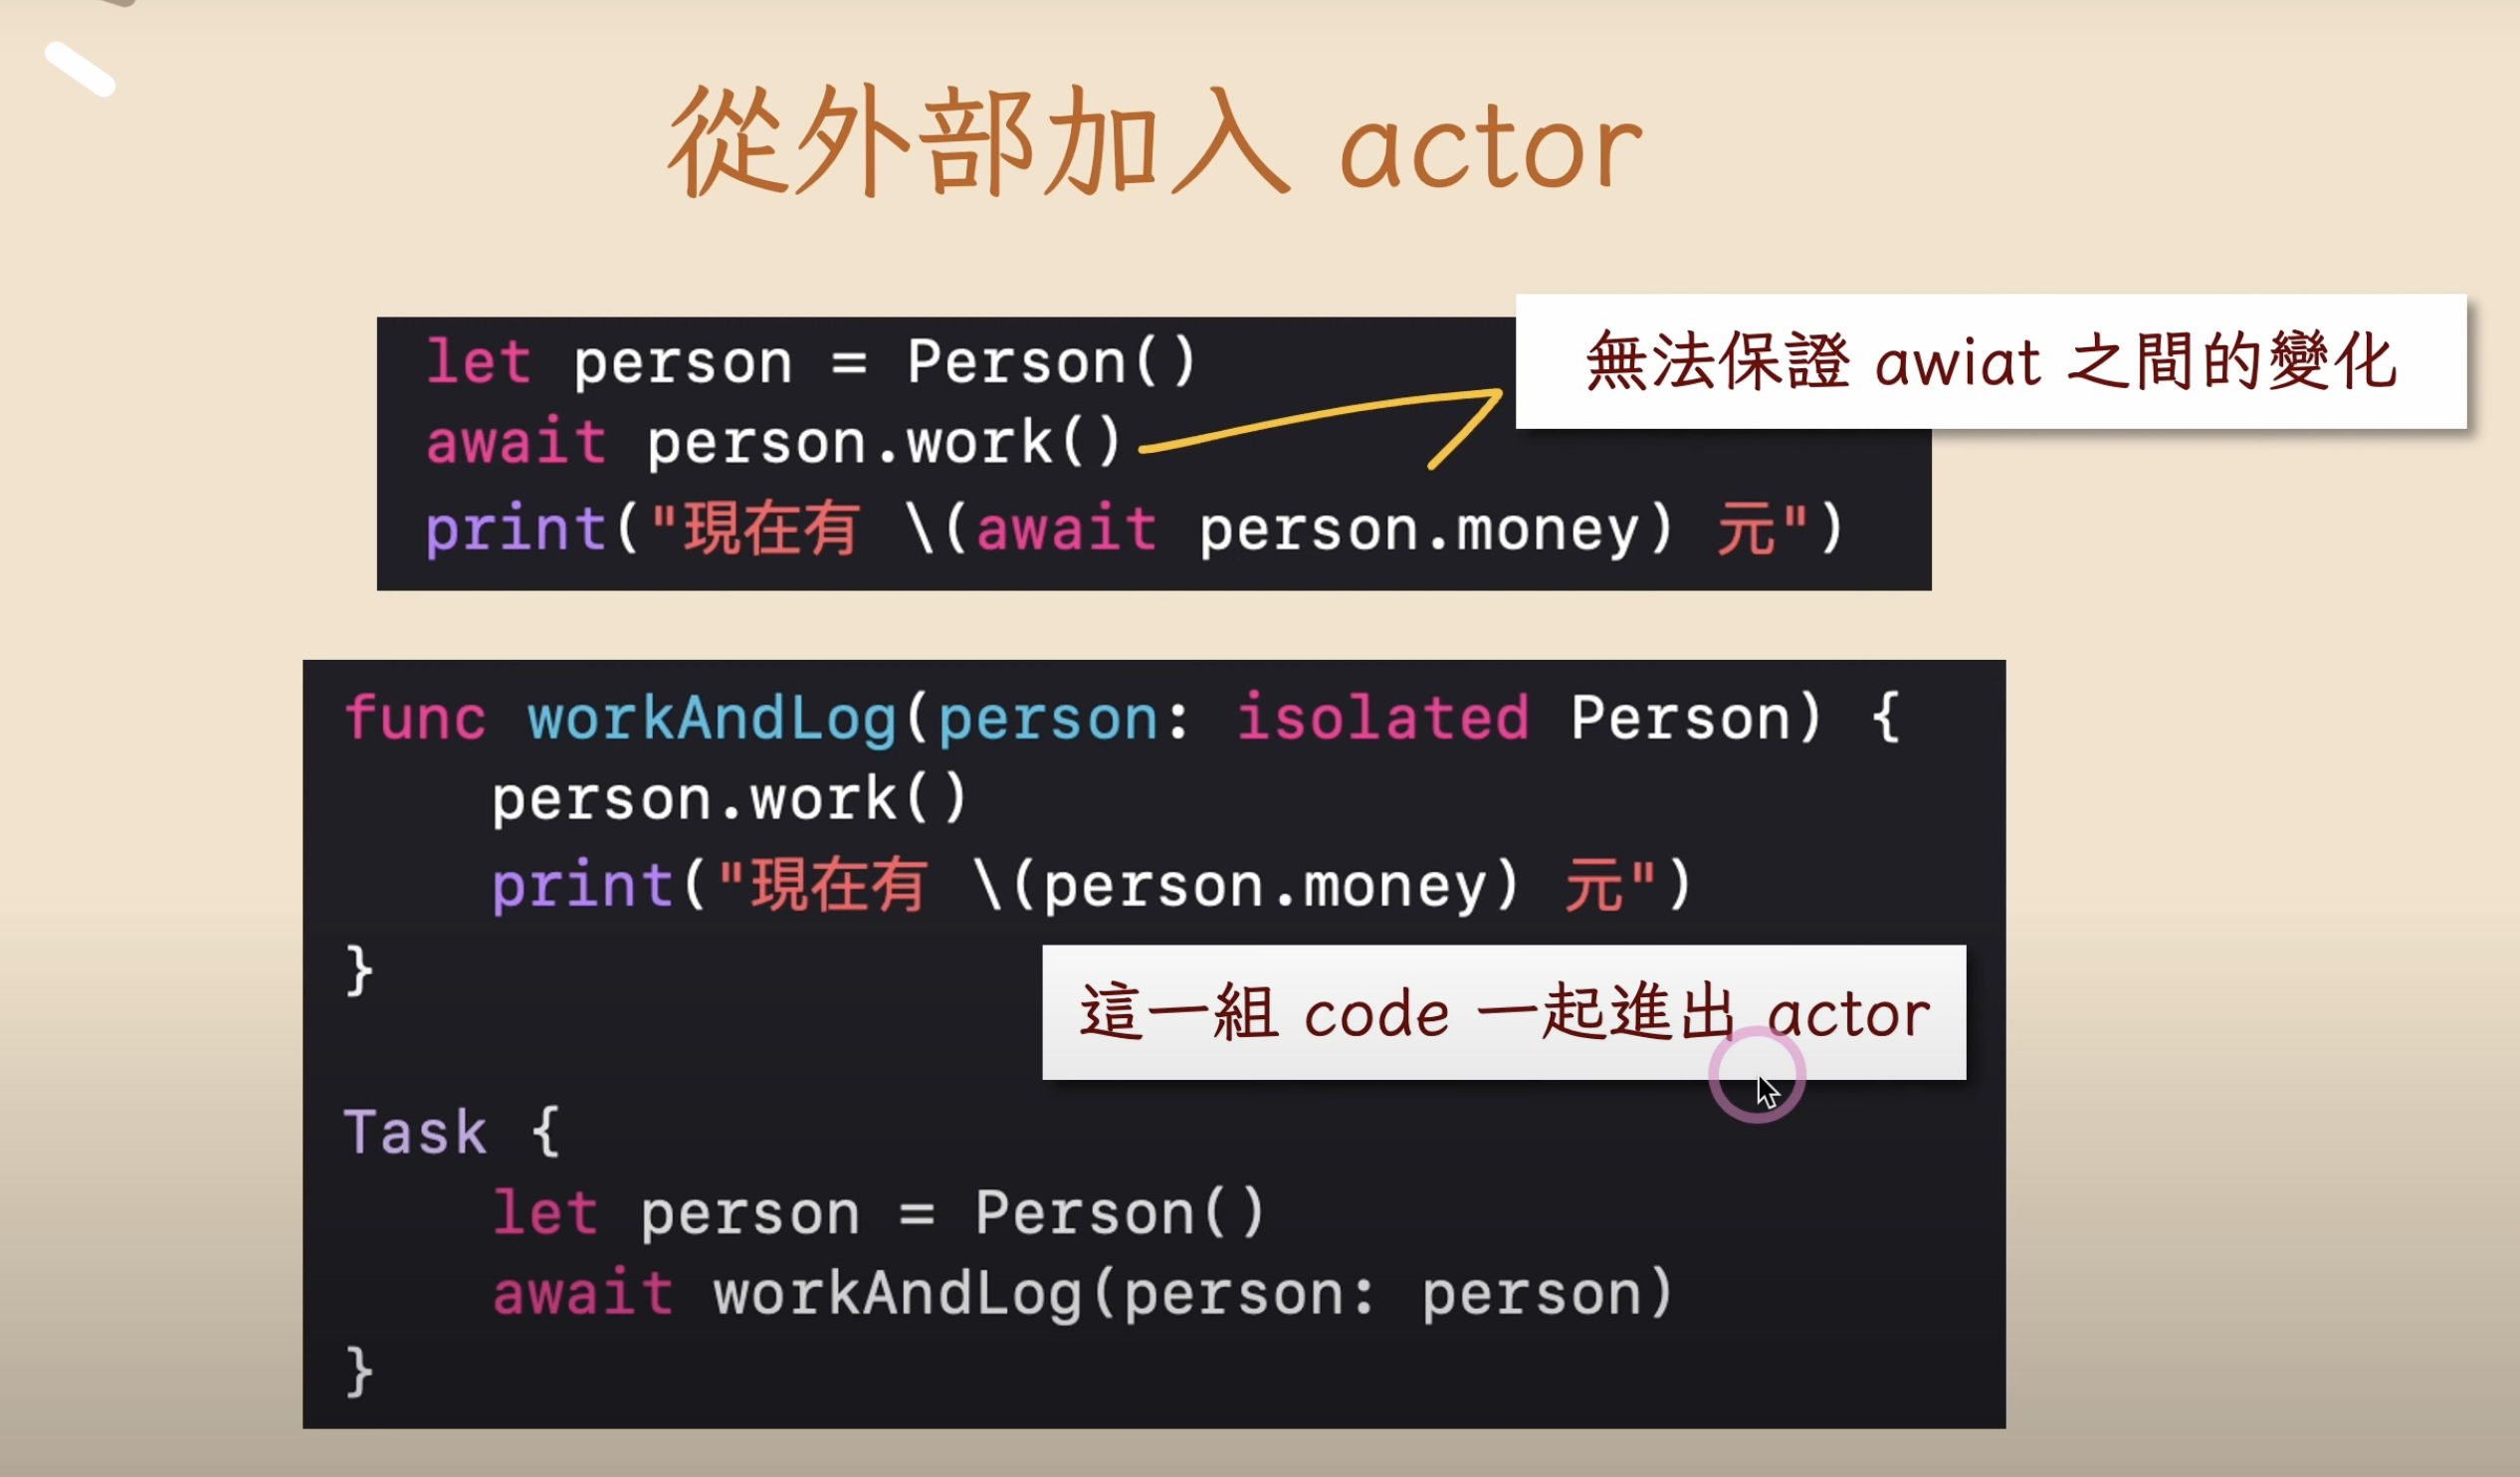 從外部加入 actor
let person = Person()
無法保證 awiat 之間的變化
await person.work()
print("現在有 \(await person.money) 元")
func workAndLog(person: isolated Person) {
person.work()
print("現在有 \(person.money) 元")
}
這一組 code 一起進出 actor
Task {
let person = Person()
await workAndLog(person: person)
}